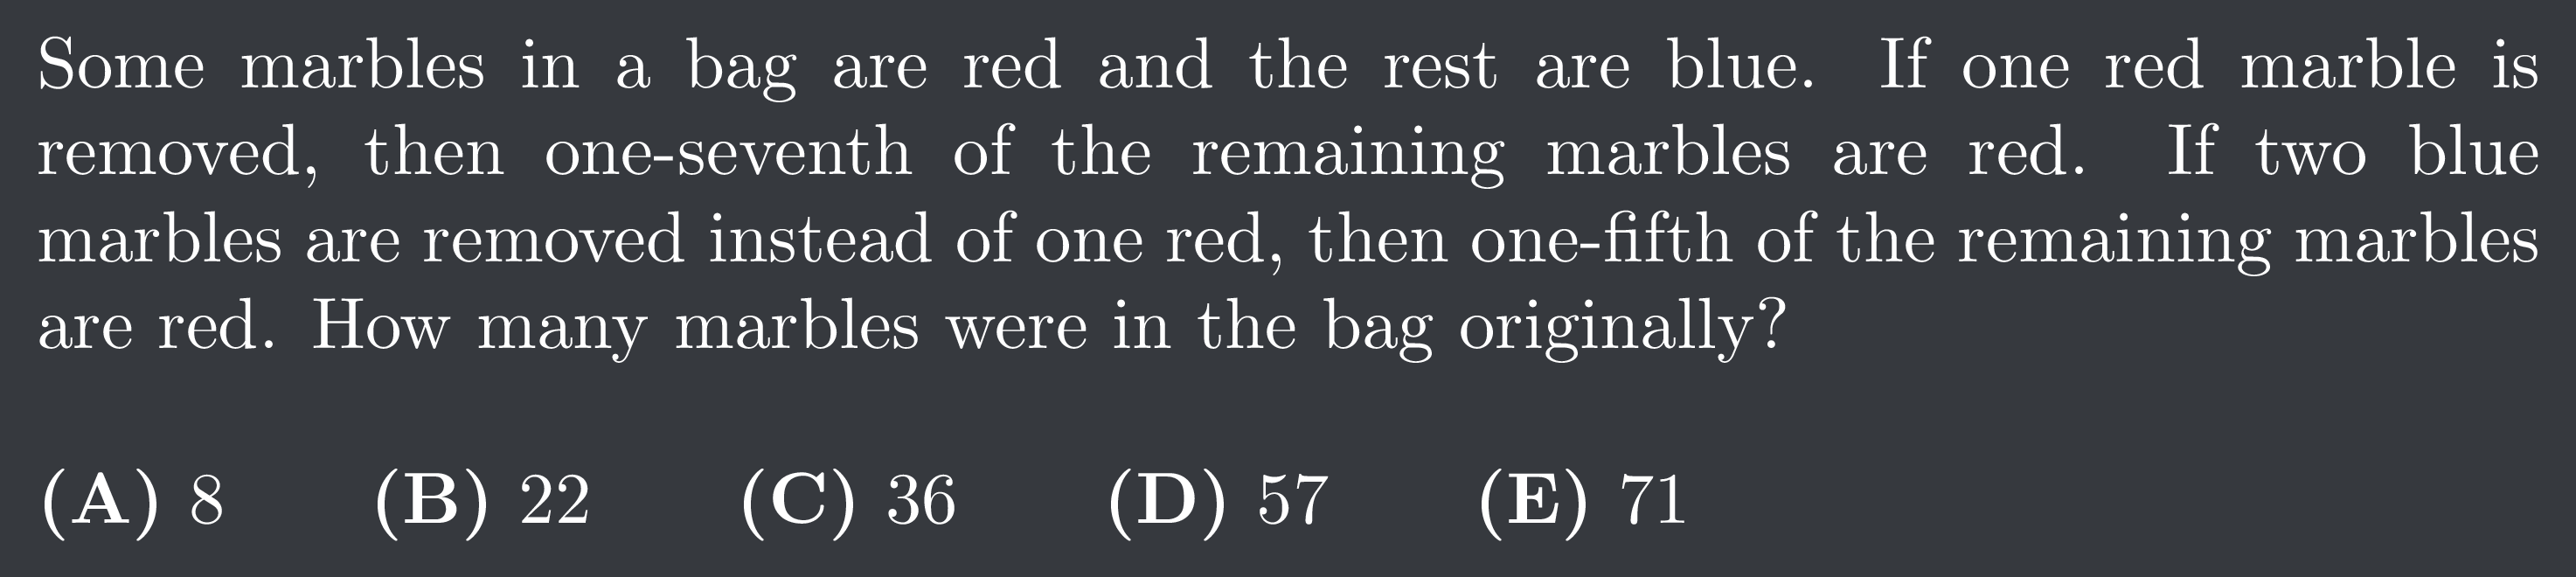 Some marbles in a bag are red and the rest are blue. If one red marble is
removed, then one-seventh of the remaining marbles are red. If two blue
marbles are removed instead of one red, then one-fifth of the remaining marbles
are red. How many marbles were in the bag originally?
(A) 8 (B) 22 (C) 36 (D) 57 (E) 71